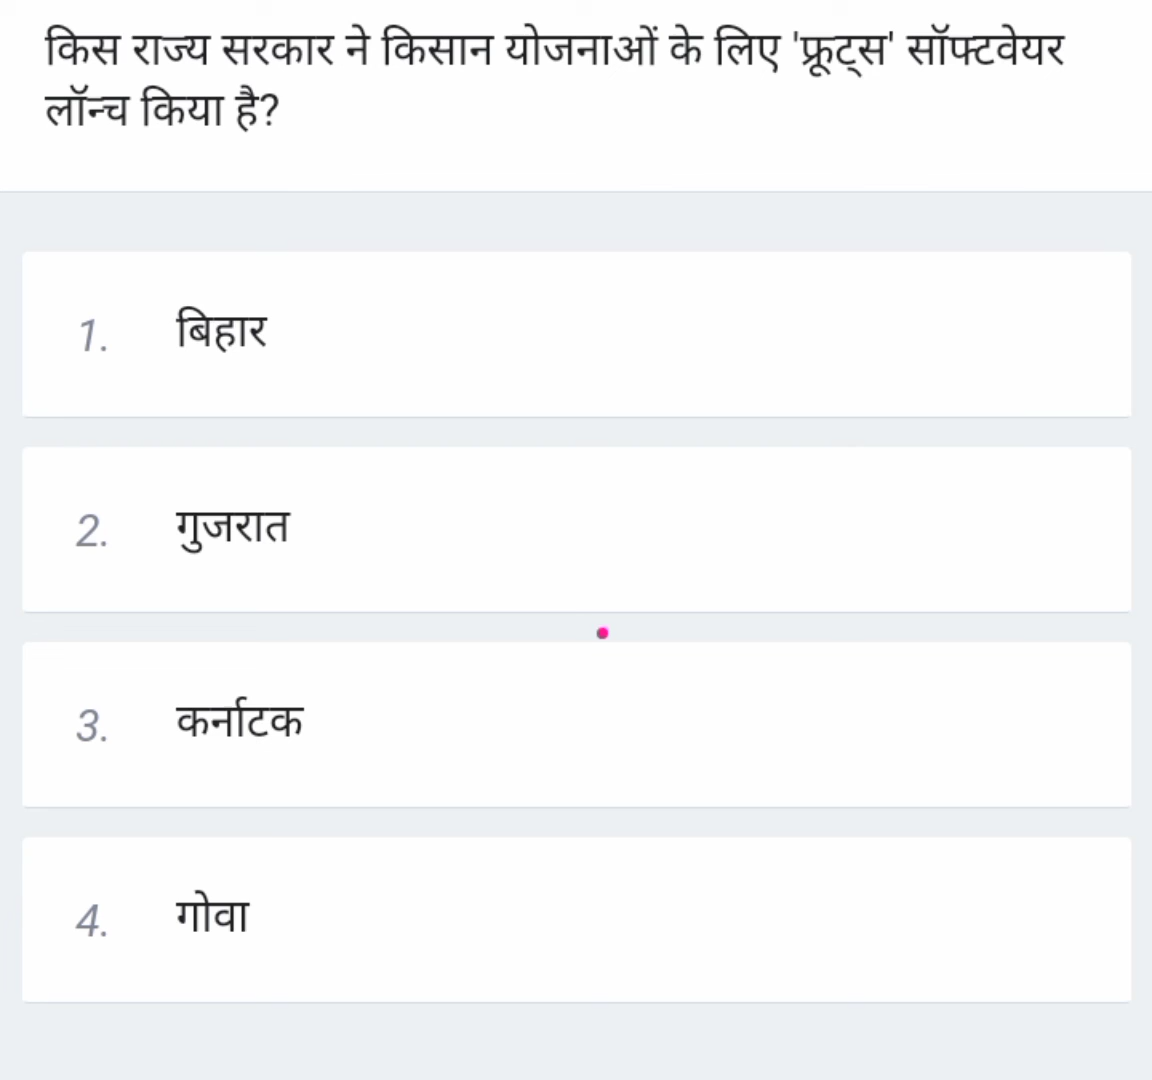 किस राज्य सरकार ने किसान योजनाओं के लिए 'फ्रूट्स' सॉफ्टवेयर
लॉन्च किया है?
1. बिहार
2. गुजरात
3. कर्नाटक
4. गोवा